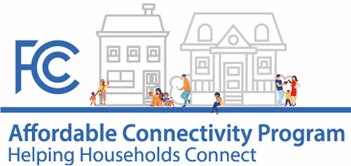 FCC
Affordable Connectivity Program
Helping Households Connect